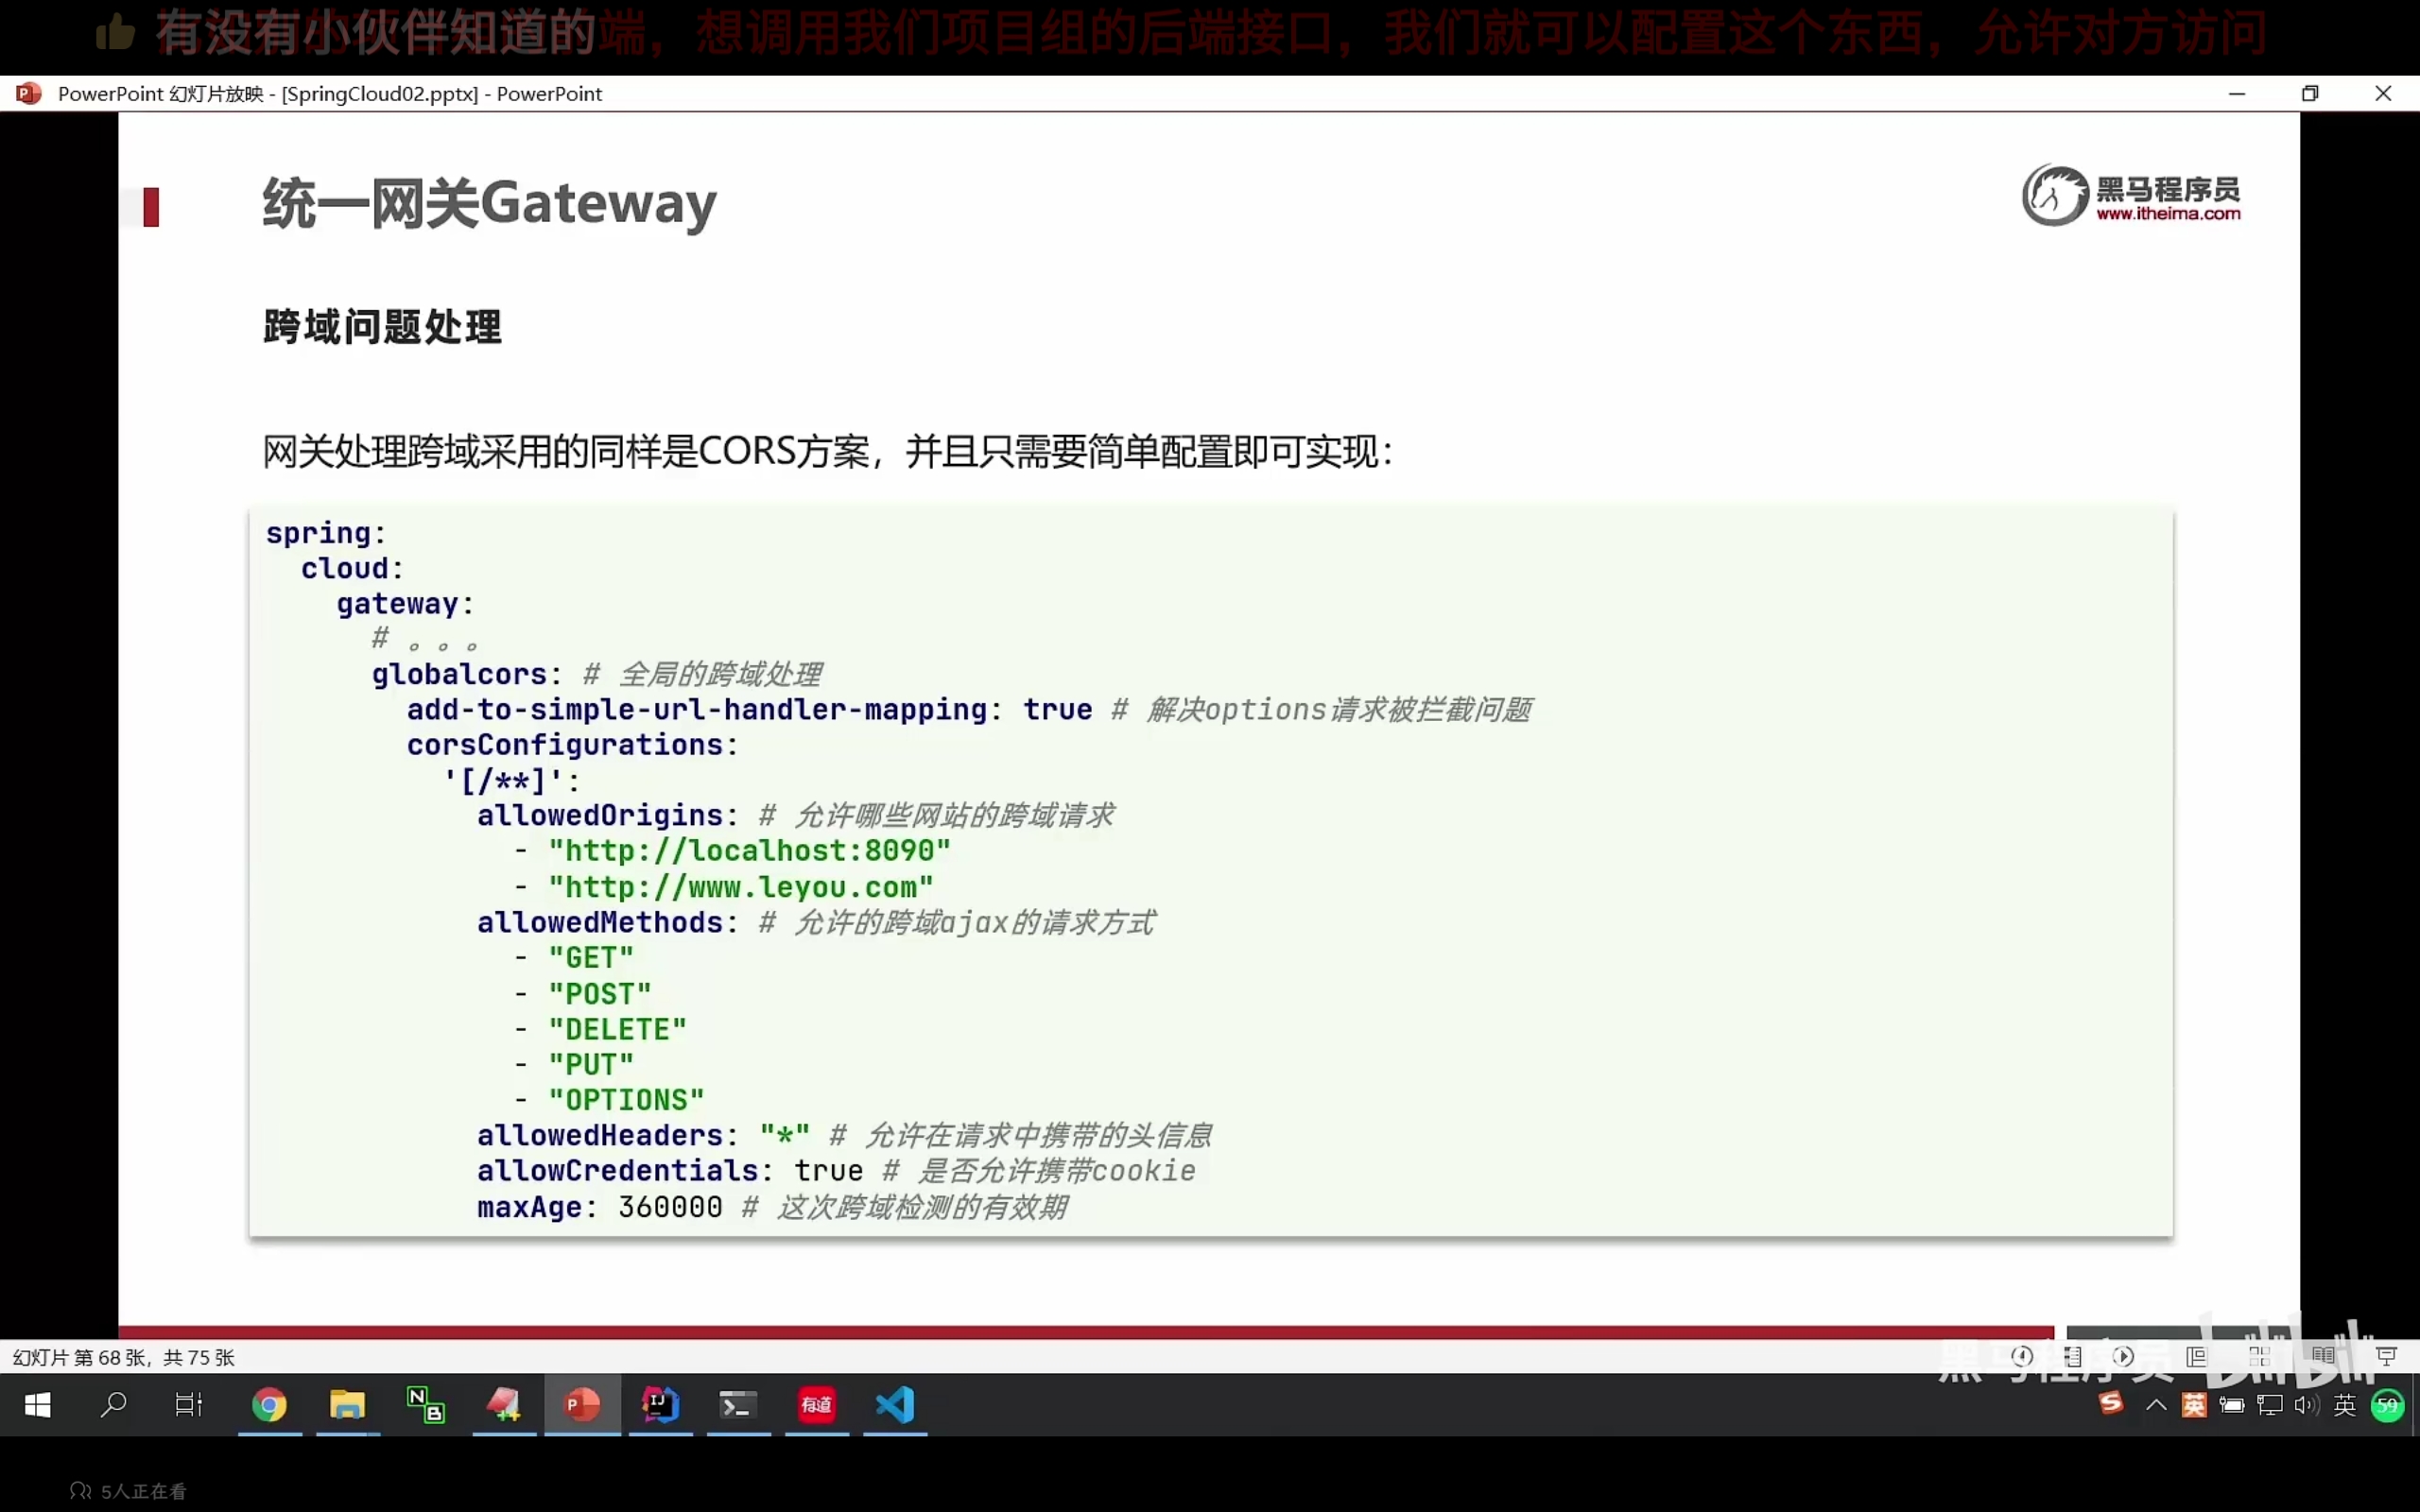 有没有小伙伴知道的端，想调用我们项目组的后端接口，我们就可以配置这个东西，允许对方访问
PowerPoint 幻灯片放映 - [SpringCloud02.pptx] - PowerPoint
统一网关Gateway
黑马程序员
www.itheima.com
跨域问题处理
网关处理跨域采用的同样是CORS方案，并且只需要简单配置即可实现：
spring:
  cloud:
    gateway:
      # 。。。
      globalcors: # 全局的跨域处理
        add-to-simple-url-handler-mapping: true # 解决options请求被拦截问题
        corsConfigurations:
          '[/**]':
            allowedOrigins: # 允许哪些网站的跨域请求
              - "http://localhost:8090"
              - "http://www.leyou.com"
            allowedMethods: # 允许的跨域ajax的请求方式
              - "GET"
              - "POST"
              - "DELETE"
              - "PUT"
              - "OPTIONS"
            allowedHeaders: "*" # 允许在请求中携带的头信息
            allowCredentials: true # 是否允许携带cookie
            maxAge: 360000 # 这次跨域检测的有效期
黑马程序员 bilibili
幻灯片 第 68 张，共 75 张
有道
英
英
59
5人正在看